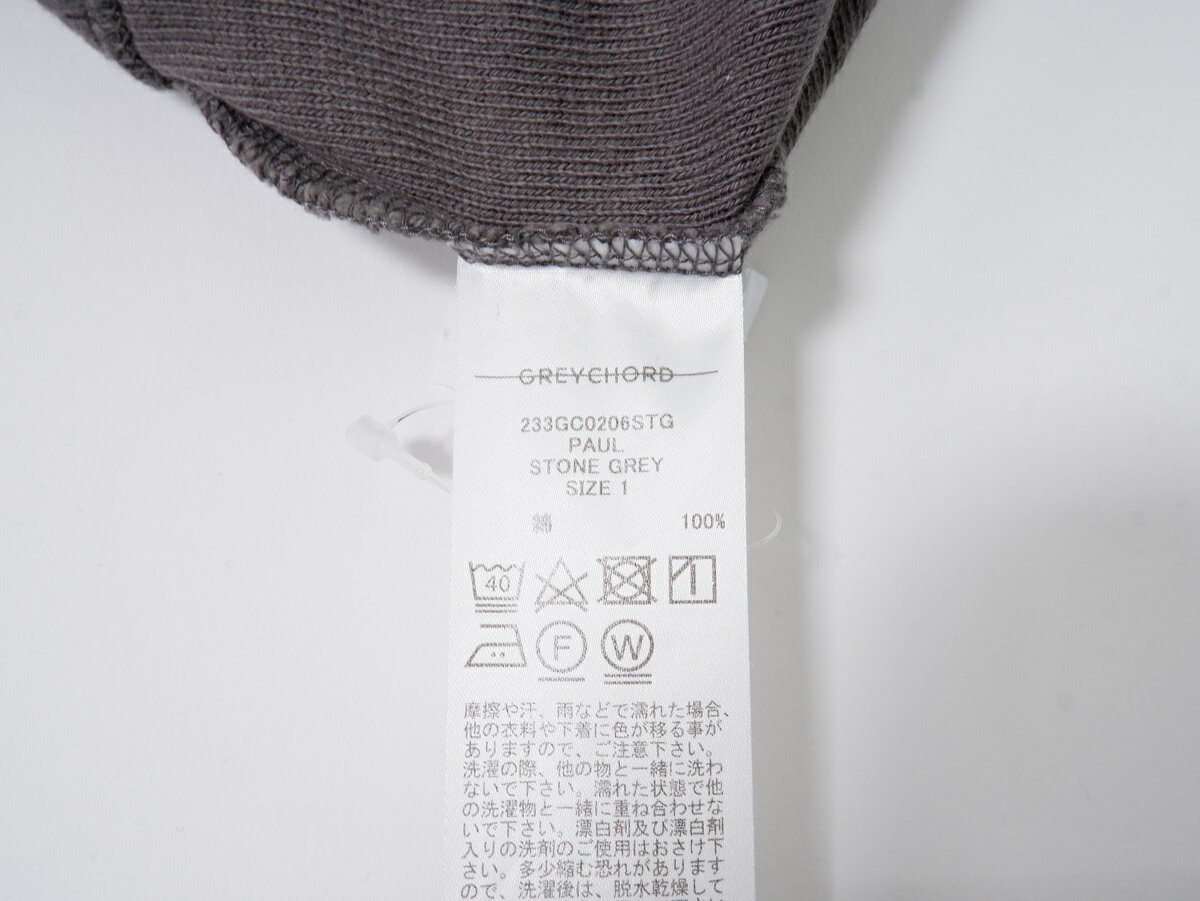 GREYCHORD
233GC0206STG
PAUL
STONE GREY
SIZE 1
綿 100%
40
F
W
摩擦や汗、雨などで濡れた場合、
他の衣料や下着に色が移る事が
ありますので、ご注意下さい。
洗濯の際、他の物と一緒に洗わ
ないで下さい。濡れた状態で他
の洗濯物と一緒に重ね合わせな
いで下さい。漂白剤及び漂白剤
入りの洗剤のご使用はおさけ下
さい。多少縮む恐れがあります
ので、洗濯後は、脱水乾燥して